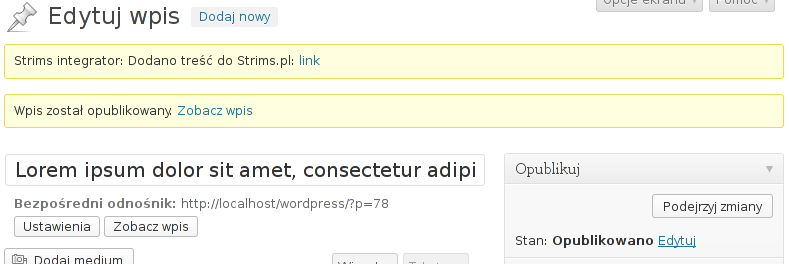 Edytuj wpis Dodaj nowy
Opcje ekranu Pomoc
Strims integrator: Dodano treść do Strims.pl: link
Wpis został opublikowany. Zobacz wpis
Lorem ipsum dolor sit amet, consectetur adipi
Bezpośredni odnośnik: http://localhost/wordpress/?p=78
Ustawienia Zobacz wpis
Dodaj medium
Opublikuj
Podejrzyj zmiany
Stan: Opublikowano Edytuj